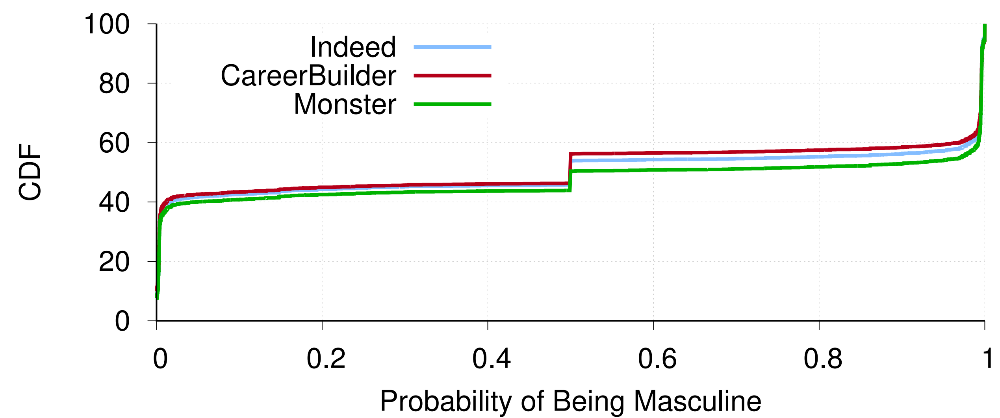 100
80
60
40
20
0
CDF
Indeed
CareerBuilder
Monster
0 0.2 0.4 0.6 0.8 1
Probability of Being Masculine